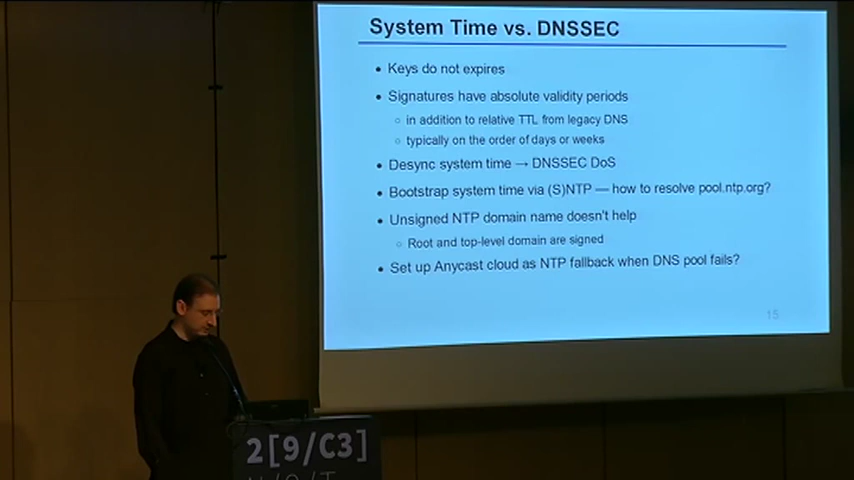 System Time vs. DNSSEC
• Keys do not expires
• Signatures have absolute validity periods
○ in addition to relative TTL from legacy DNS
○ typically on the order of days or weeks
• Desync system time → DNSSEC DoS
• Bootstrap system time via (S)NTP — how to resolve pool.ntp.org?
• Unsigned NTP domain name doesn't help
○ Root and top-level domain are signed
• Set up Anycast cloud as NTP fallback when DNS pool fails?
15
2[9/C3]